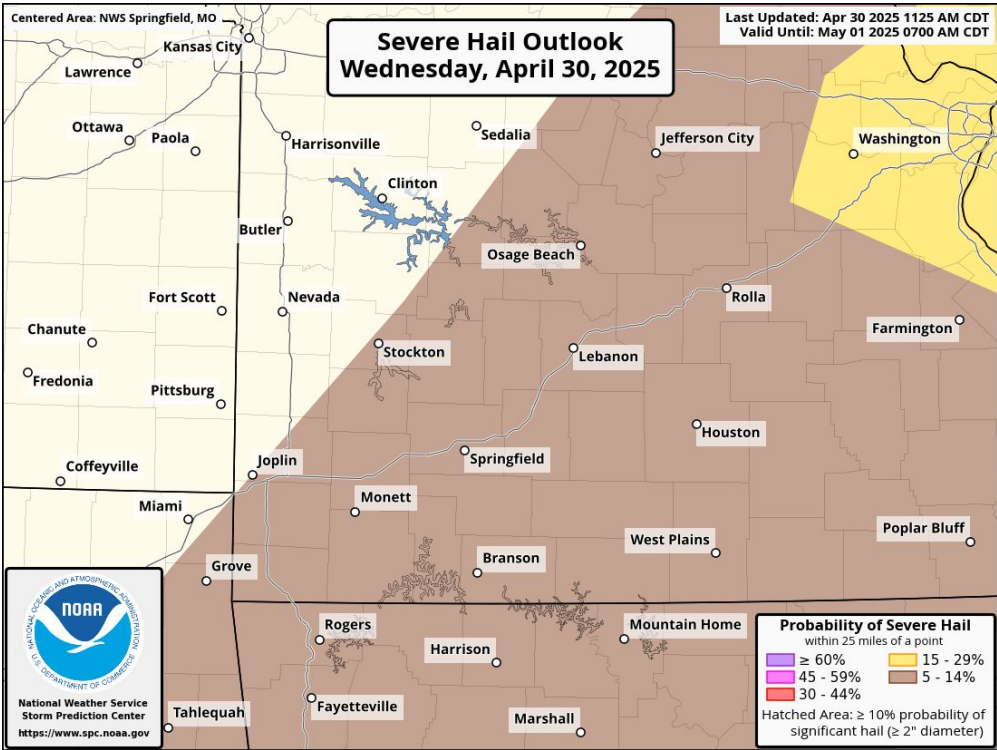 Centered Area: NWS Springfield, MO
Severe Hail Outlook
Wednesday, April 30, 2025
Last Updated: Apr 30 2025 1125 AM CDT
Valid Until: May 01 2025 0700 AM CDT
Kansas City
Lawrence
Ottawa
Paola
Harrisonville
Sedalia
Jefferson City
Washington
Clinton
Butler
Osage Beach
Fort Scott
Nevada
Rolla
Chanute
Stockton
Lebanon
Farmington
Fredonia
Pittsburg
Houston
Coffeyville
Joplin
Springfield
Miami
Monett
Poplar Bluff
West Plains
Grove
Branson
Rogers
Mountain Home
Harrison
Fayetteville
Tahlequah
Marshall
NATIONAL OCEANIC AND ATMOSPHERIC ADMINISTRATION
NOAA
U.S. DEPARTMENT OF COMMERCE
National Weather Service
Storm Prediction Center
https://www.spc.noaa.gov
Probability of Severe Hail
within 25 miles of a point
≥ 60%
15 - 29%
45 - 59%
5 - 14%
30 - 44%
Hatched Area: ≥ 10% probability of
significant hail (≥ 2" diameter)